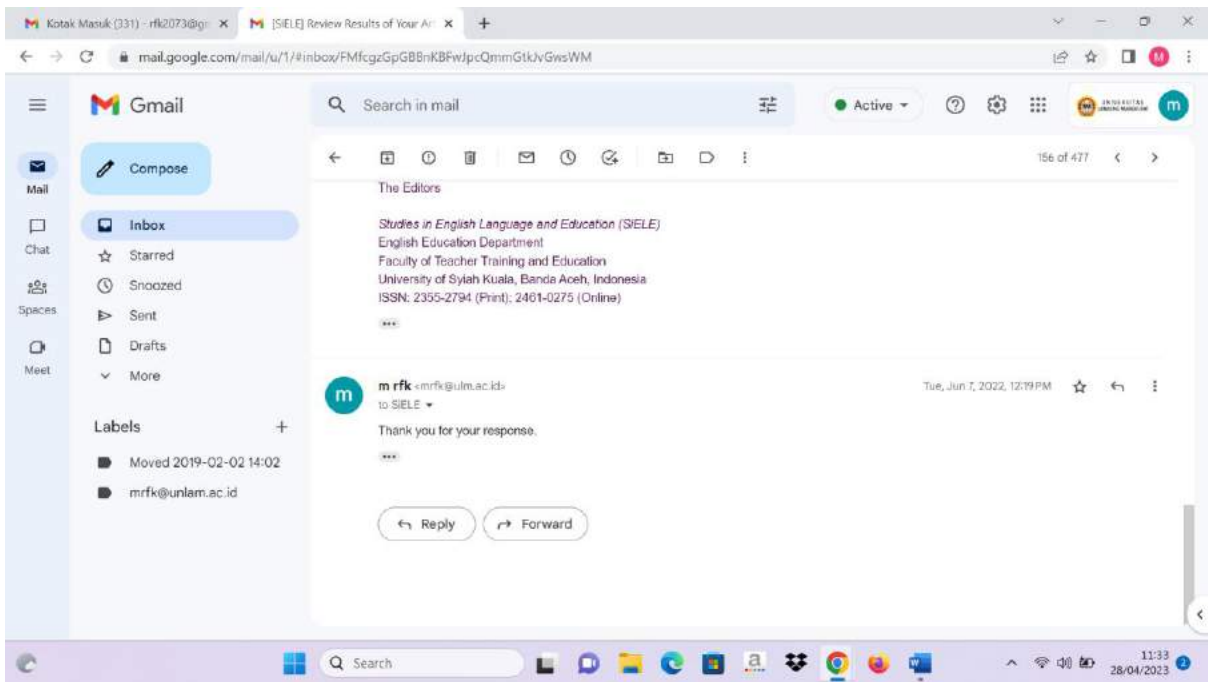 Kotak Masuk (331) - rfk2073@g
[SiELE] Review Results of Your Ar
mail.google.com/mail/u/1/#inbox/FMfcgzGpGBBnKBFwJpcQmmGtkJvGwsWM
M
Gmail
Search in mail
Active
UNIVERSITAS
m
Mail
Chat
Spaces
Meet
Compose
Inbox
Starred
Snoozed
Sent
Drafts
More
Labels
Moved 2019-02-02 14:02
mrfk@unlam.ac.id
156 of 477
The Editors
Studies in English Language and Education (SiELE)
English Education Department
Faculty of Teacher Training and Education
University of Syiah Kuala, Banda Aceh, Indonesia
ISSN: 2355-2794 (Print); 2461-0275 (Online)
m
m rfk <mrfk@ulm.ac.id>
Tue, Jun 7, 2022, 12:19 PM
to SiELE
Thank you for your response.
Reply
Forward
Search
11:33
28/04/2023
2